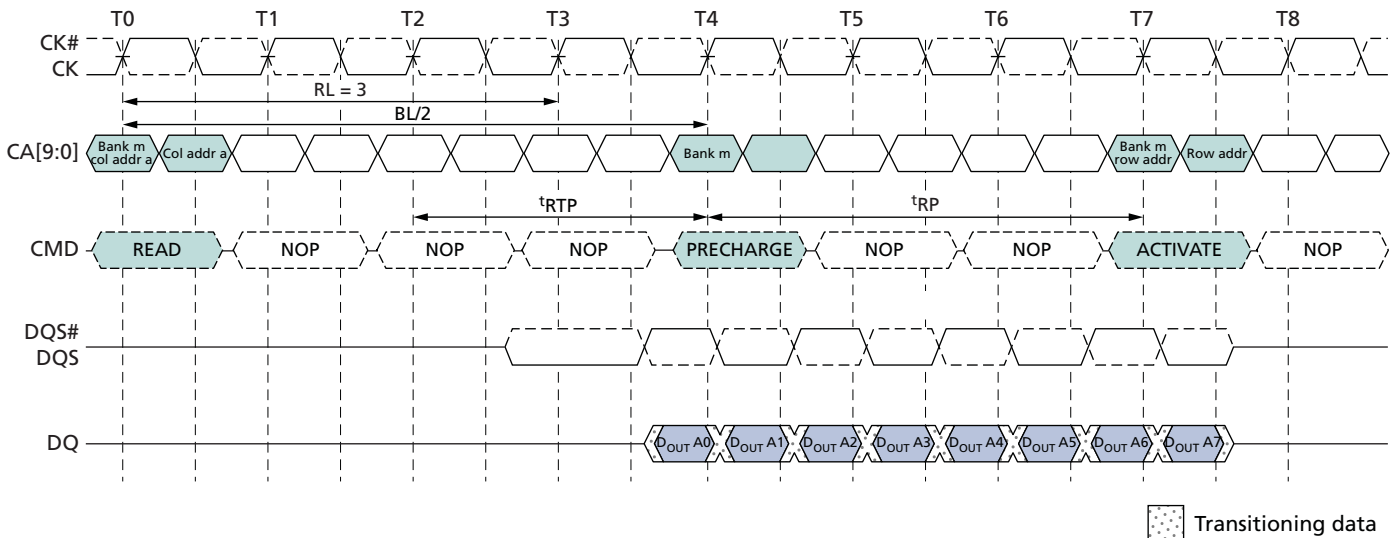 T0 T1 T2 T3 T4 T5 T6 T7 T8
CK#
CK
RL = 3
BL/2
CA[9:0]
Bank m
col addr a
Col addr a
Bank m
Bank m
row addr
Row addr
tRTP
tRP
CMD
READ NOP NOP NOP PRECHARGE NOP NOP ACTIVATE NOP
DQS#
DQS
DQ
DOUT A0 DOUT A1 DOUT A2 DOUT A3 DOUT A4 DOUT A5 DOUT A6 DOUT A7
Transitioning data